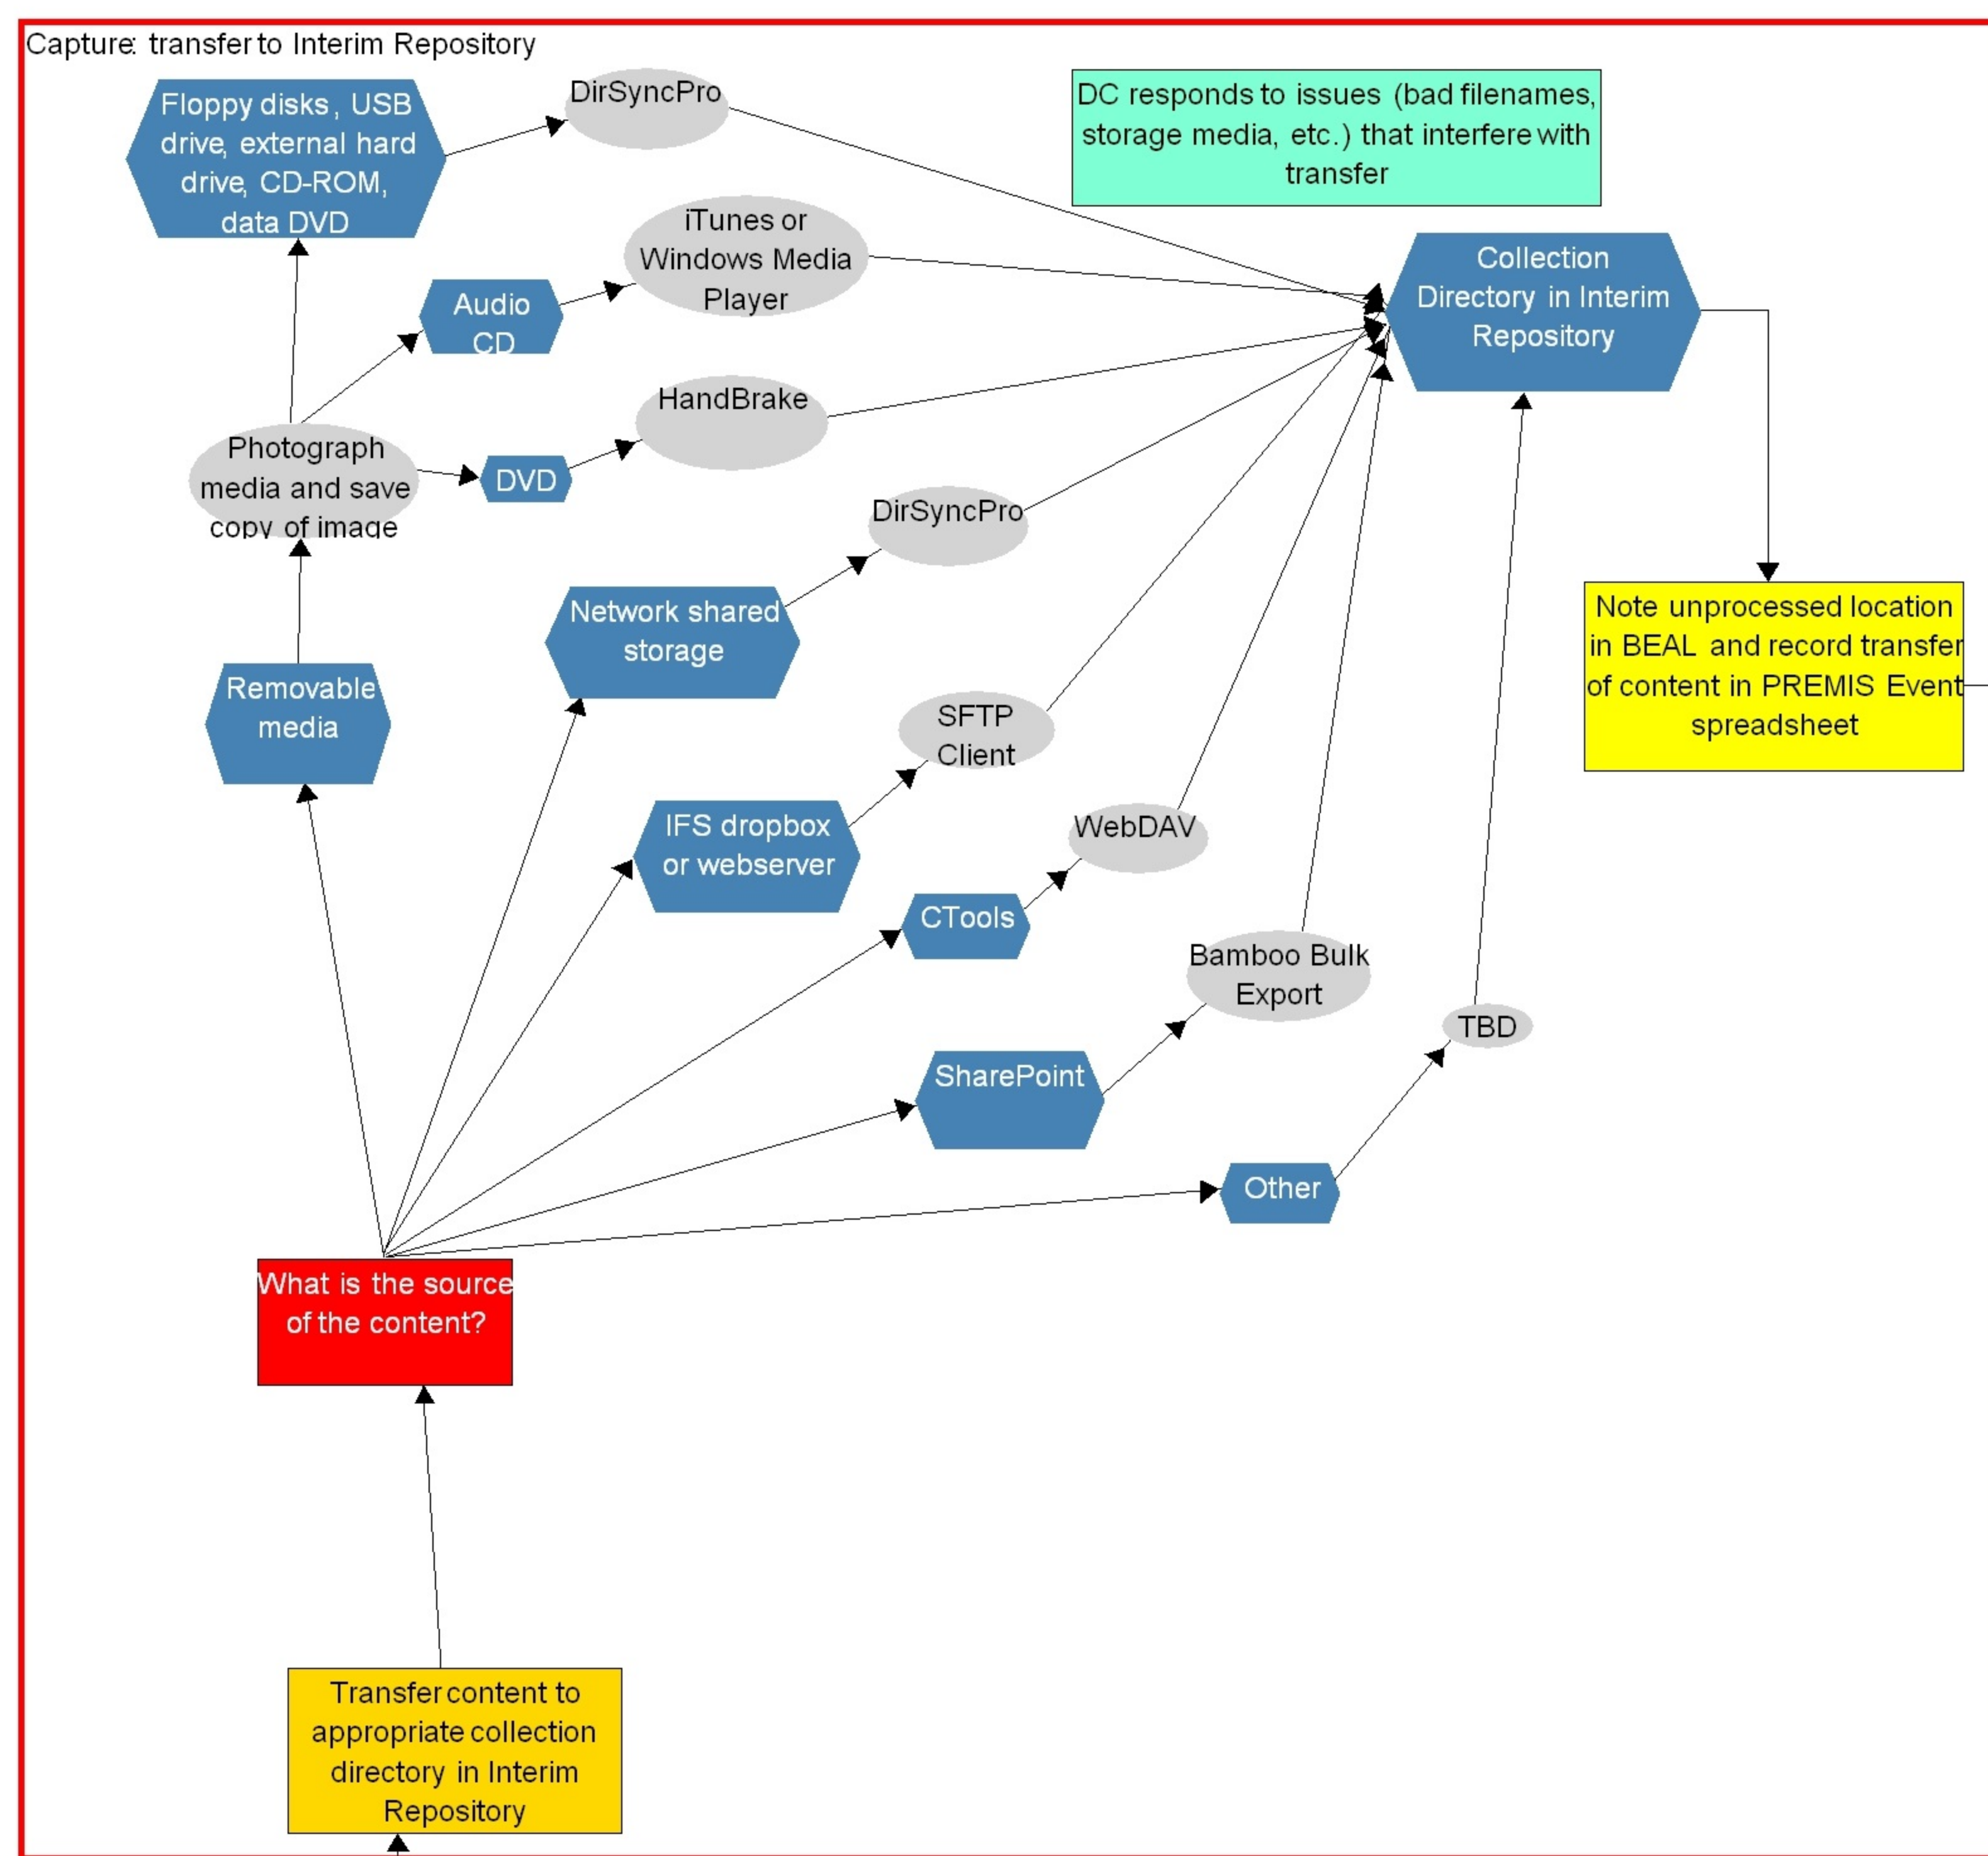 Capture: transfer to Interim Repository
Floppy disks, USB
drive, external hard
drive, CD-ROM,
data DVD
DirSyncPro
DC responds to issues (bad filenames,
storage media, etc.) that interfere with
transfer
iTunes or
Windows Media
Player
Audio
CD
Collection
Directory in Interim
Repository
HandBrake
Photograph
media and save
copy of image
DVD
DirSyncPro
Network shared
storage
Note unprocessed location
in BEAL and record transfer
of content in PREMIS Event
spreadsheet
Removable
media
SFTP
Client
IFS dropbox
or webserver
WebDAV
CTools
Bamboo Bulk
Export
TBD
SharePoint
Other
What is the source
of the content?
Transfer content to
appropriate collection
directory in Interim
Repository